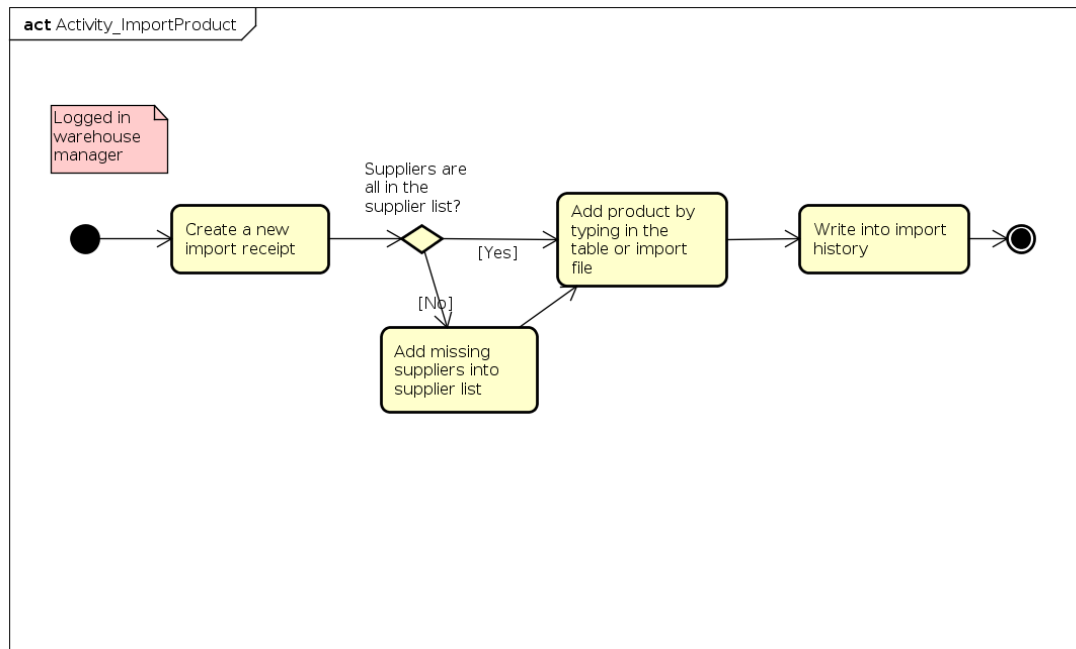 act Activity_ImportProduct
Logged in
warehouse
manager
Suppliers are
all in the
supplier list?
Create a new
import receipt
[Yes]
Add product by
typing in the
table or import
file
Write into import
history
[No]
Add missing
suppliers into
supplier list